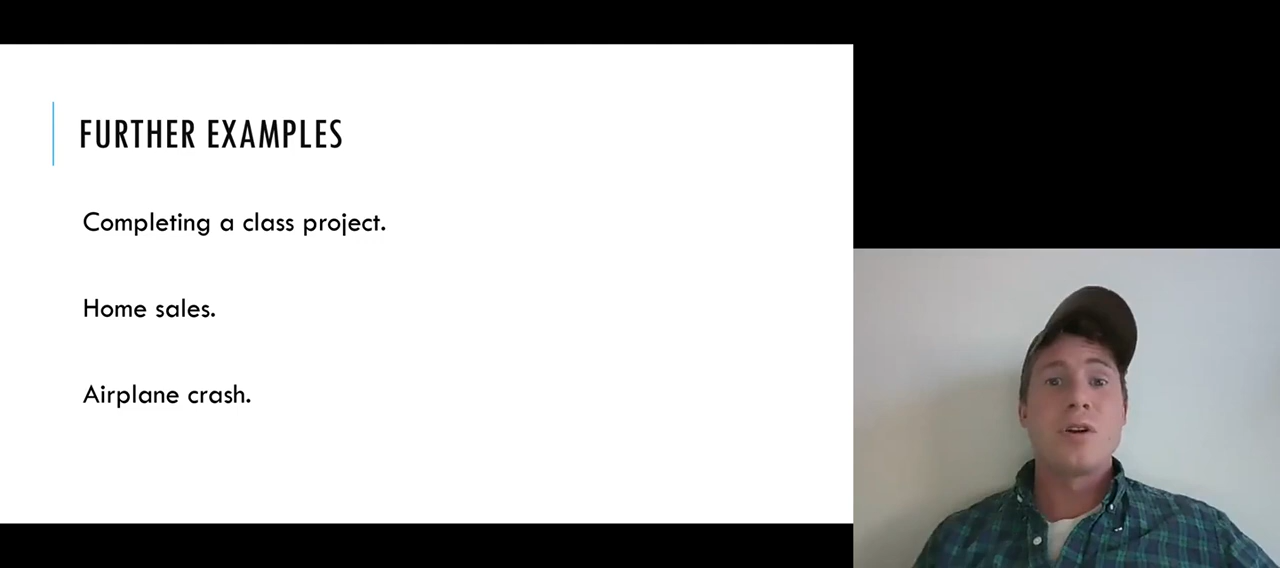 FURTHER EXAMPLES
Completing a class project.
Home sales.
Airplane crash.